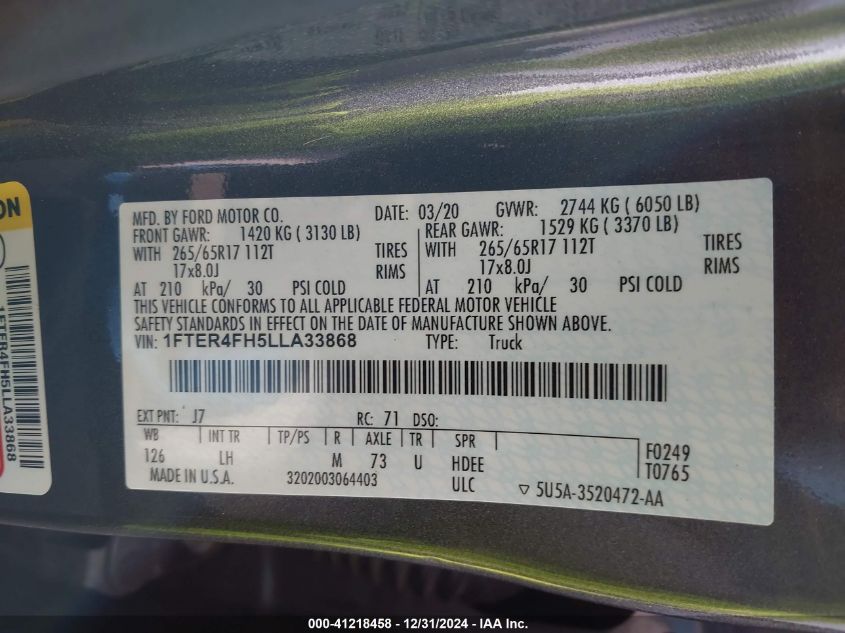 ON
1FTER4FH5LLA33868
MFD. BY FORD MOTOR CO. DATE: 03/20 GVWR: 2744 KG ( 6050 LB)
FRONT GAWR: 1420 KG ( 3130 LB) REAR GAWR: 1529 KG ( 3370 LB)
WITH 265/65R17 112T TIRES WITH 265/65R17 112T TIRES
17x8.0J RIMS 17x8.0J RIMS
AT 210 kPa/ 30 PSI COLD AT 210 kPa/ 30 PSI COLD
THIS VEHICLE CONFORMS TO ALL APPLICABLE FEDERAL MOTOR VEHICLE
SAFETY STANDARDS IN EFFECT ON THE DATE OF MANUFACTURE SHOWN ABOVE.
VIN: 1FTER4FH5LLA33868 TYPE: Truck
EXT PNT: J7 RC: 71 DSO:
WB INT TR TP/PS R AXLE TR SPR F0249
126 LH M 73 U HDEE T0765
MADE IN U.S.A. 3202003064403 ULC ▽ 5U5A-3520472-AA
000-41218458 - 12/31/2024 - IAA Inc.